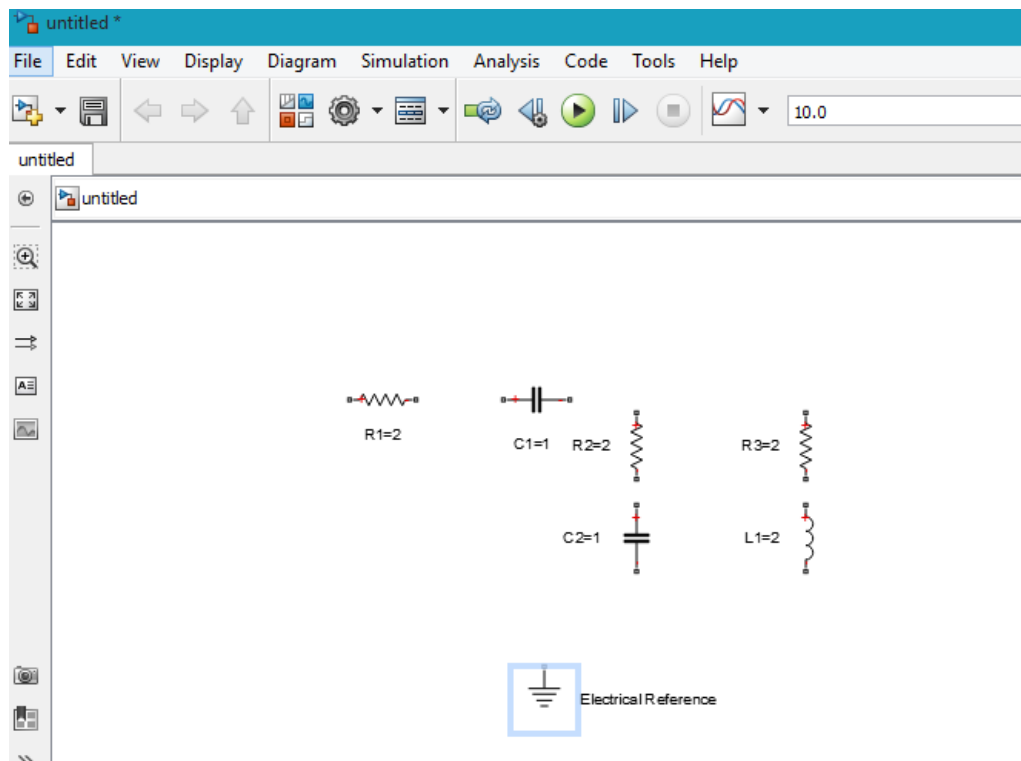 untitled *
File Edit View Display Diagram Simulation Analysis Code Tools Help
10.0
untitled
untitled
R1=2
C1=1
R2=2
R3=2
C2=1
L1=2
Electrical Reference